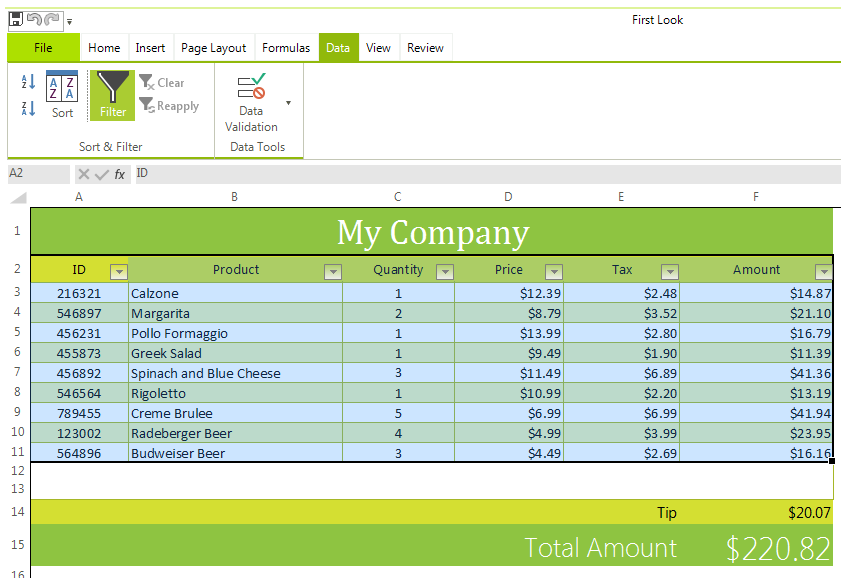 First Look
File Home Insert Page Layout Formulas Data View Review
A Z Z A
A Z Z A Sort
Filter
Clear
Reapply
Data Validation
Sort & Filter Data Tools
A2 fx ID
A B C D E F
1 My Company
2 ID Product Quantity Price Tax Amount
3 216321 Calzone 1 $12.39 $2.48 $14.87
4 546897 Margarita 2 $8.79 $3.52 $21.10
5 456231 Pollo Formaggio 1 $13.99 $2.80 $16.79
6 455873 Greek Salad 1 $9.49 $1.90 $11.39
7 456892 Spinach and Blue Cheese 3 $11.49 $6.89 $41.36
8 546564 Rigoletto 1 $10.99 $2.20 $13.19
9 789455 Creme Brulee 5 $6.99 $6.99 $41.94
10 123002 Radeberger Beer 4 $4.99 $3.99 $23.95
11 564896 Budweiser Beer 3 $4.49 $2.69 $16.16
12
13
14 Tip $20.07
15 Total Amount $220.82
16